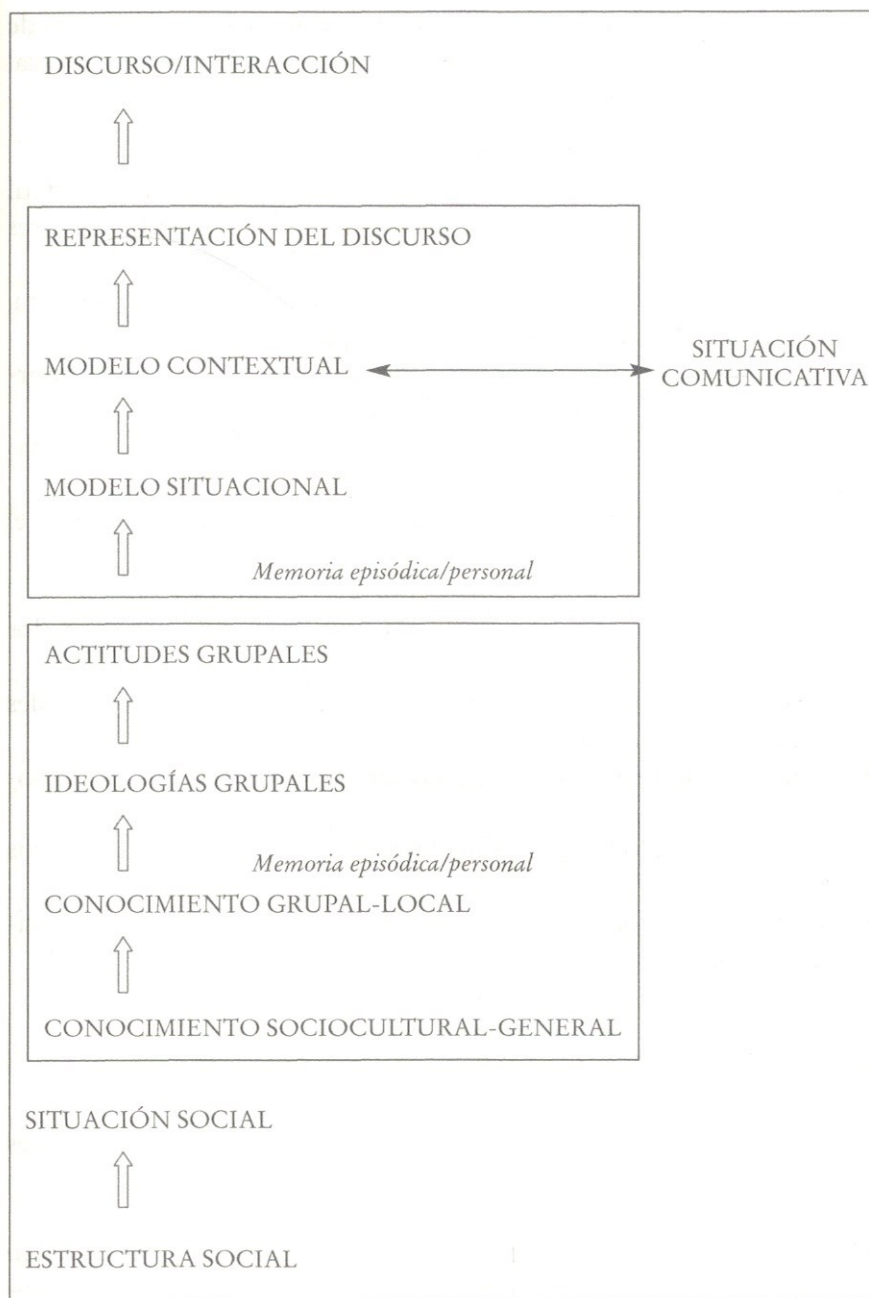 DISCURSO/INTERACCIÓN
REPRESENTACIÓN DEL DISCURSO
MODELO CONTEXTUAL
SITUACIÓN
COMUNICATIVA
MODELO SITUACIONAL
Memoria episódica/personal
ACTITUDES GRUPALES
IDEOLOGÍAS GRUPALES
Memoria episódica/personal
CONOCIMIENTO GRUPAL-LOCAL
CONOCIMIENTO SOCIOCULTURAL-GENERAL
SITUACIÓN SOCIAL
ESTRUCTURA SOCIAL